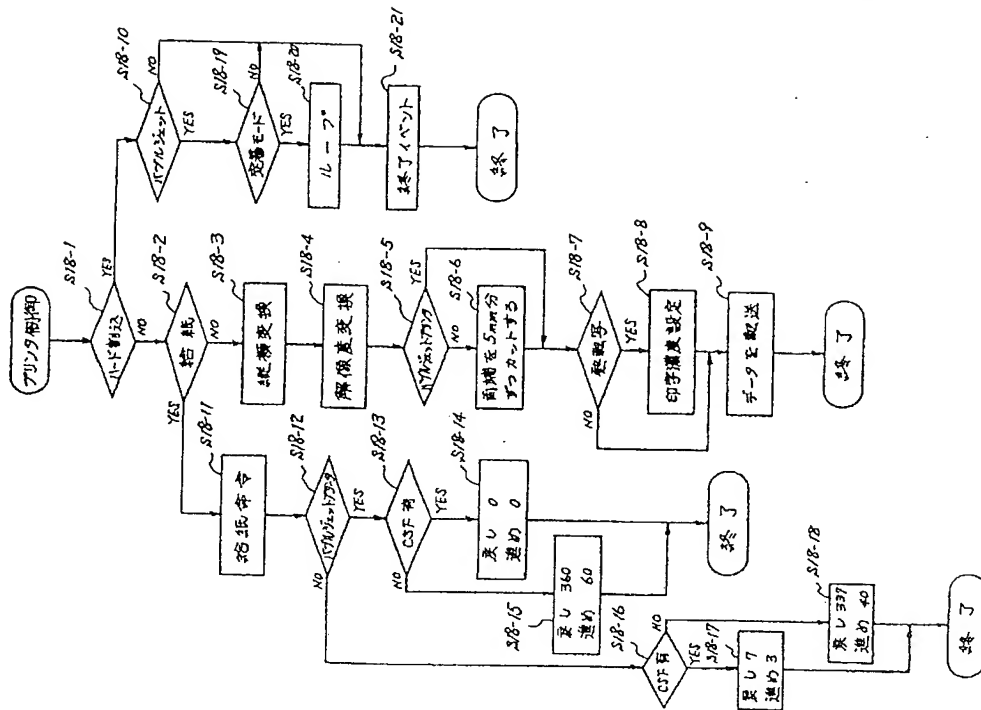 プリンタ制御
S18-1
ハード割込
YES
NO
S18-2
給紙
YES
NO
S18-3
縦横変換
S18-4
解像度変換
S18-5
バブルジェットプリンタ
YES
NO
S18-6
両端を5mm分
ずつカットする
S18-7
熱転写
NO
YES
S18-8
印字濃度設定
S18-9
データを転送
終了
S18-10
バブルジェット
NO
YES
S18-19
定着モード
NO
YES
S18-20
ループ
S18-21
終了イベント
終了
S18-11
給紙命令
S18-12
バブルジェットプリンタ
NO
YES
S18-13
CSF有
NO
YES
S18-14
戻し 0
進め 0
S18-15
戻し 360
進め 60
終了
S18-16
CSF有
NO
YES
S18-17
戻し 7
進め 3
S18-18
戻し 337
進め 40
終了